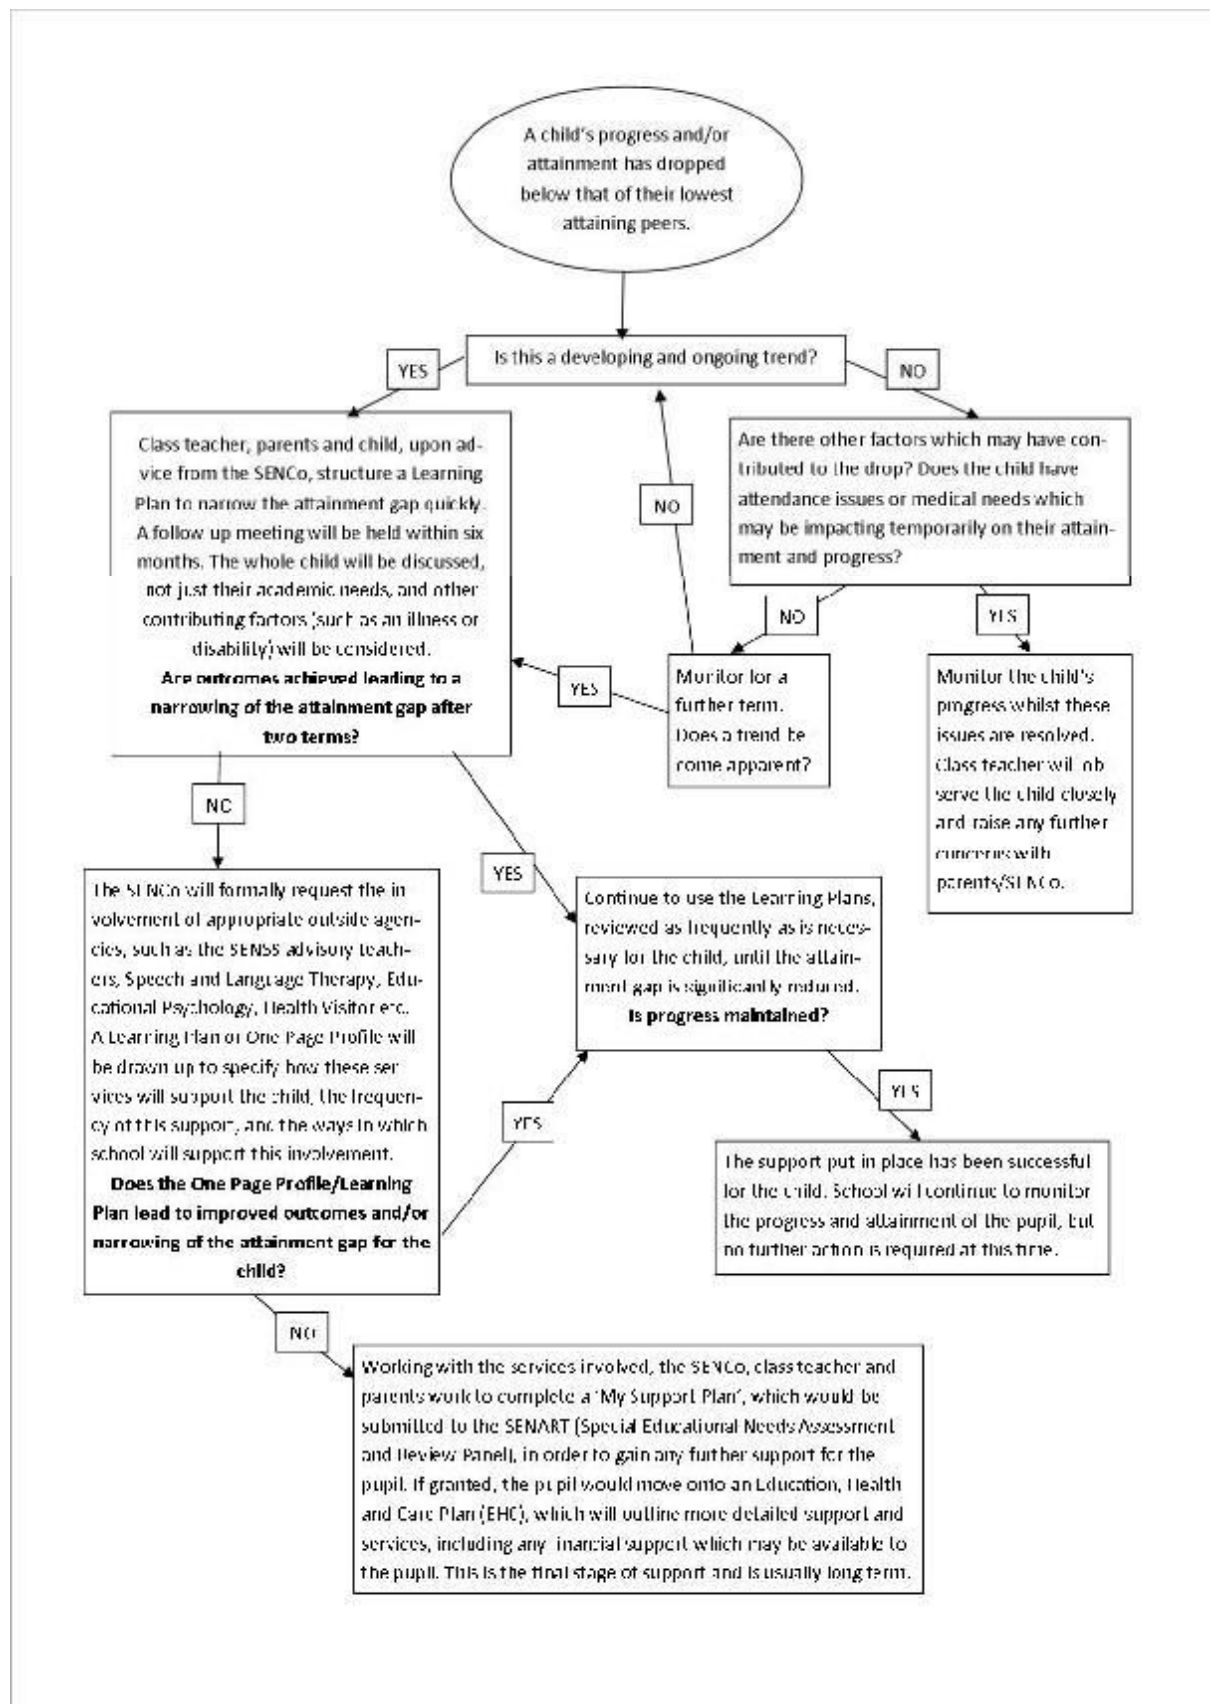 A child's progress and/or
attainment has dropped
below that of their lowest
attaining peers.
Is this a developing and ongoing trend?
YES
NO
Class teacher, parents and child, upon ad-
vice from the SENCo, structure a Learning
Plan to narrow the attainment gap quickly.
A follow up meeting will be held within six
months. The whole child will be discussed,
not just their academic needs, and other
contributing factors (such as an illness or
disability) will be considered.
Are outcomes achieved leading to a
narrowing of the attainment gap after
two terms?
Are there other factors which may have con-
tributed to the drop? Does the child have
attendance issues or medical needs which
may be impacting temporarily on their attain-
ment and progress?
NO
NO
YES
YES
Monitor for a
further term.
Does a trend be
come apparent?
Monitor the child's
progress whilst these
issues are resolved.
Class teacher will ob
serve the child closely
and raise any further
concerns with
parents/SENCo.
NO
YES
The SENCo will formally request the in
volvement of appropriate outside agen-
cies, such as the SENSS advisory teach-
ers, Speech and Language Therapy, Edu-
cational Psychology, Health Visitor etc.
A Learning Plan or One Page Profile will
be drawn up to specify how these ser
vices will support the child, the frequen-
cy of this support, and the ways in which
school will support this involvement.
Does the One Page Profile/Learning
Plan lead to improved outcomes and/or
narrowing of the attainment gap for the
child?
Continue to use the Learning Plans,
reviewed as frequently as is neces-
sary for the child, until the attain-
ment gap is significantly reduced.
Is progress maintained?
YES
YES
The support put in place has been successful
for the child. School will continue to monitor
the progress and attainment of the pupil, but
no further action is required at this time.
NO
Working with the services involved, the SENCo, class teacher and
parents work to complete a 'My Support Plan', which would be
submitted to the SENART (Special Educational Needs Assessment
and Review Panel), in order to gain any further support for the
pupil. If granted, the pupil would move onto an Education, Health
and Care Plan (EHC), which will outline more detailed support and
services, including any financial support which may be available to
the pupil. This is the final stage of support and is usually long term.